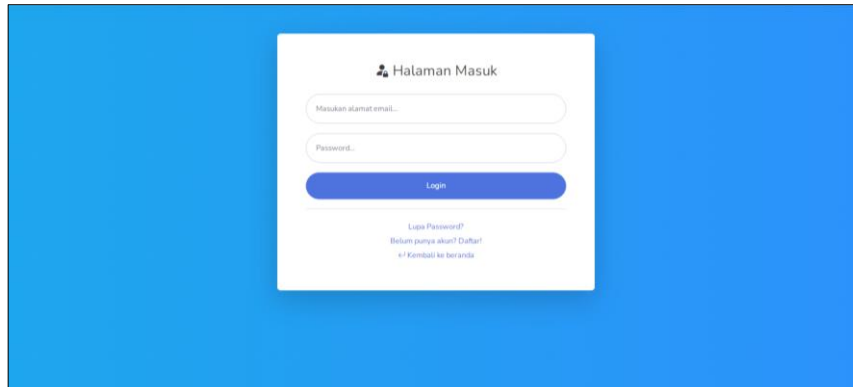 Halaman Masuk
Masukan alamat email...
Password...
Login
Lupa Password?
Belum punya akun? Daftar!
Kembali ke beranda